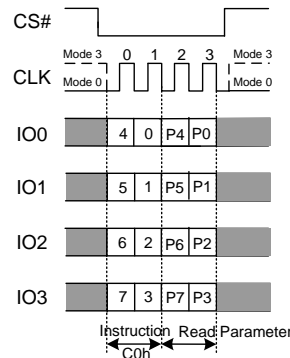 CS#
Mode 3 0 1 2 3 Mode 3
CLK Mode 0 Mode 0
IO0 4 0 P4 P0
IO1 5 1 P5 P1
IO2 6 2 P6 P2
IO3 7 3 P7 P3
Instruction Read Parameter
C0h